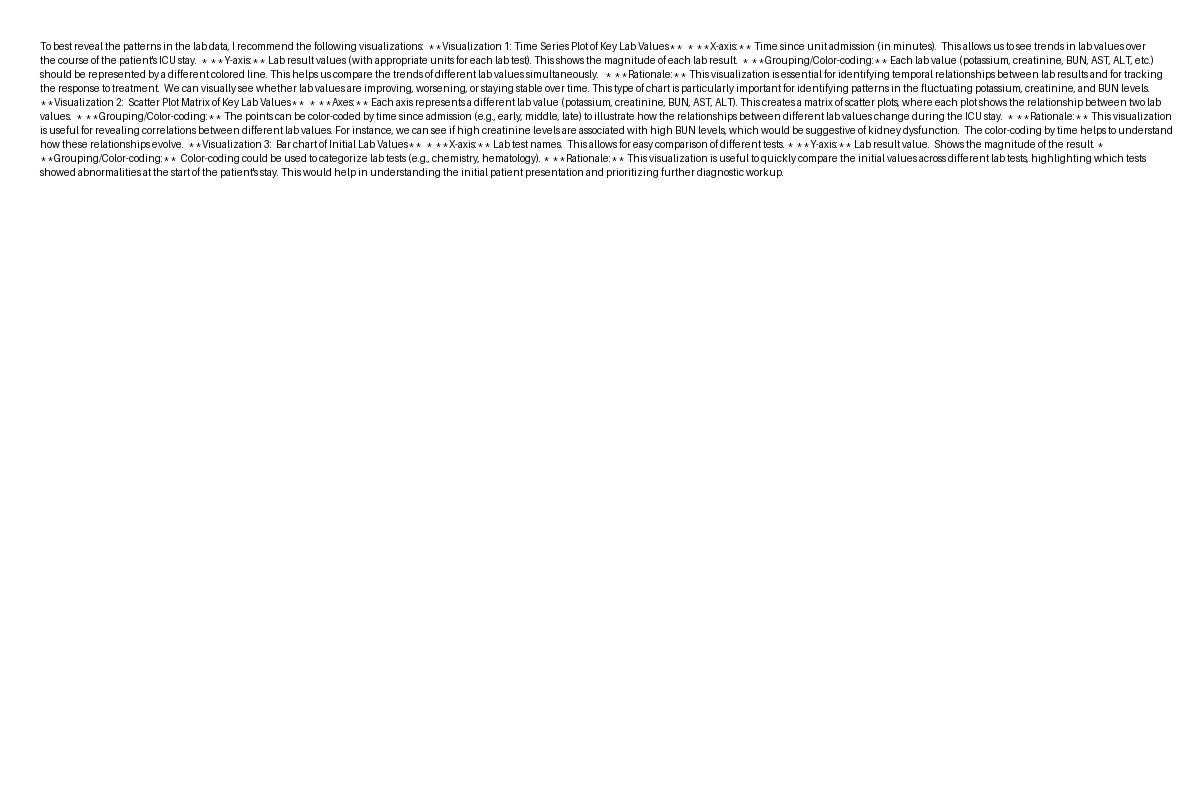 To best reveal the patterns in the lab data, I recommend the following visualizations:  **Visualization 1: Time Series Plot of Key Lab Values**  * **X-axis:** Time since unit admission (in minutes).  This allows us to see trends in lab values over
the course of the patient's ICU stay.  * **Y-axis:** Lab result values (with appropriate units for each lab test). This shows the magnitude of each lab result.  * **Grouping/Color-coding:** Each lab value (potassium, creatinine, BUN, AST, ALT, etc.)
should be represented by a different colored line. This helps us compare the trends of different lab values simultaneously.   * **Rationale:** This visualization is essential for identifying temporal relationships between lab results and for tracking
the response to treatment.  We can visually see whether lab values are improving, worsening, or staying stable over time. This type of chart is particularly important for identifying patterns in the fluctuating potassium, creatinine, and BUN levels.
**Visualization 2:  Scatter Plot Matrix of Key Lab Values**  * **Axes:** Each axis represents a different lab value (potassium, creatinine, BUN, AST, ALT). This creates a matrix of scatter plots, where each plot shows the relationship between two lab
values.  * **Grouping/Color-coding:** The points can be color-coded by time since admission (e.g., early, middle, late) to illustrate how the relationships between different lab values change during the ICU stay.  * **Rationale:** This visualization
is useful for revealing correlations between different lab values. For instance, we can see if high creatinine levels are associated with high BUN levels, which would be suggestive of kidney dysfunction.  The color-coding by time helps to understand
how these relationships evolve.  **Visualization 3:  Bar chart of Initial Lab Values**  * **X-axis:** Lab test names.  This allows for easy comparison of different tests. * **Y-axis:** Lab result value.  Shows the magnitude of the result. *
**Grouping/Color-coding:**  Color-coding could be used to categorize lab tests (e.g., chemistry, hematology). * **Rationale:** This visualization is useful to quickly compare the initial values across different lab tests, highlighting which tests
showed abnormalities at the start of the patient's stay. This would help in understanding the initial patient presentation and prioritizing further diagnostic workup.